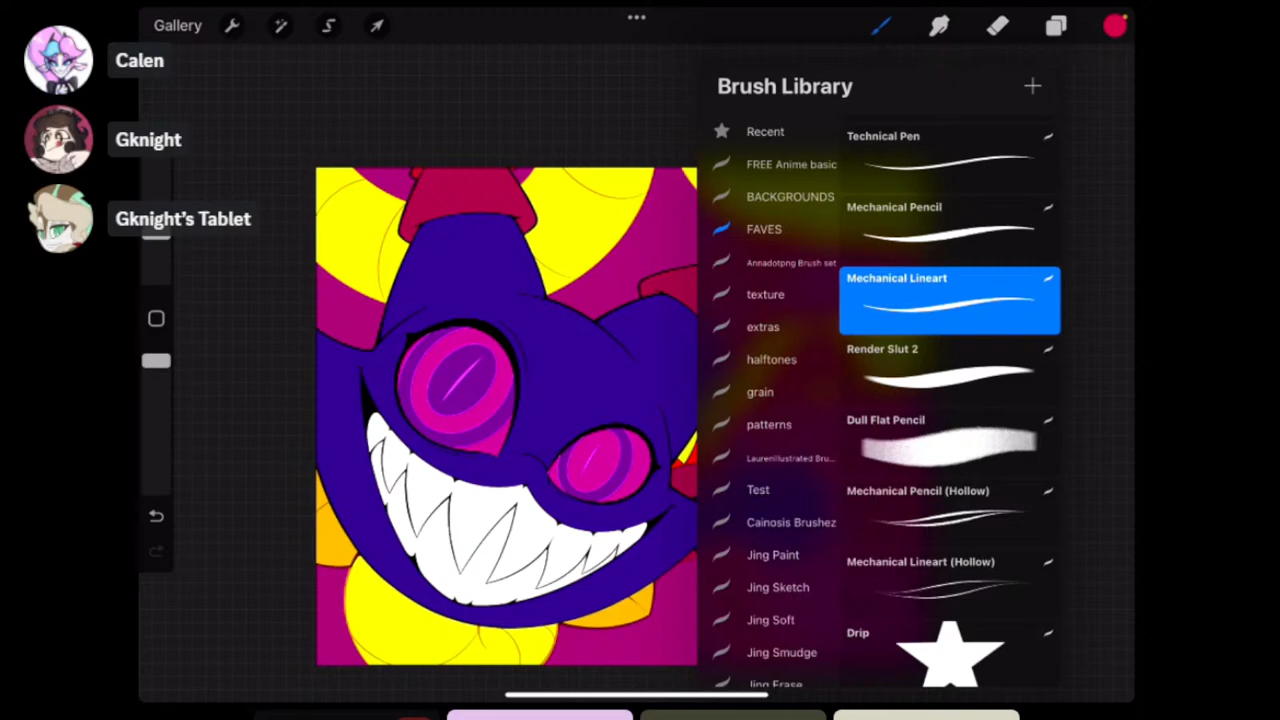 Gallery
Calen
Gknight
Gknight's Tablet
Brush Library
Recent
FREE Anime basic
BACKGROUNDS
FAVES
Annadotpng Brush set
texture
extras
halftones
grain
patterns
Laurenillustrated Bru...
Test
Cainosis Brushez
Jing Paint
Jing Sketch
Jing Soft
Jing Smudge
Jing Erase
Technical Pen
Mechanical Pencil
Mechanical Lineart
Render Slut 2
Dull Flat Pencil
Mechanical Pencil (Hollow)
Mechanical Lineart (Hollow)
Drip